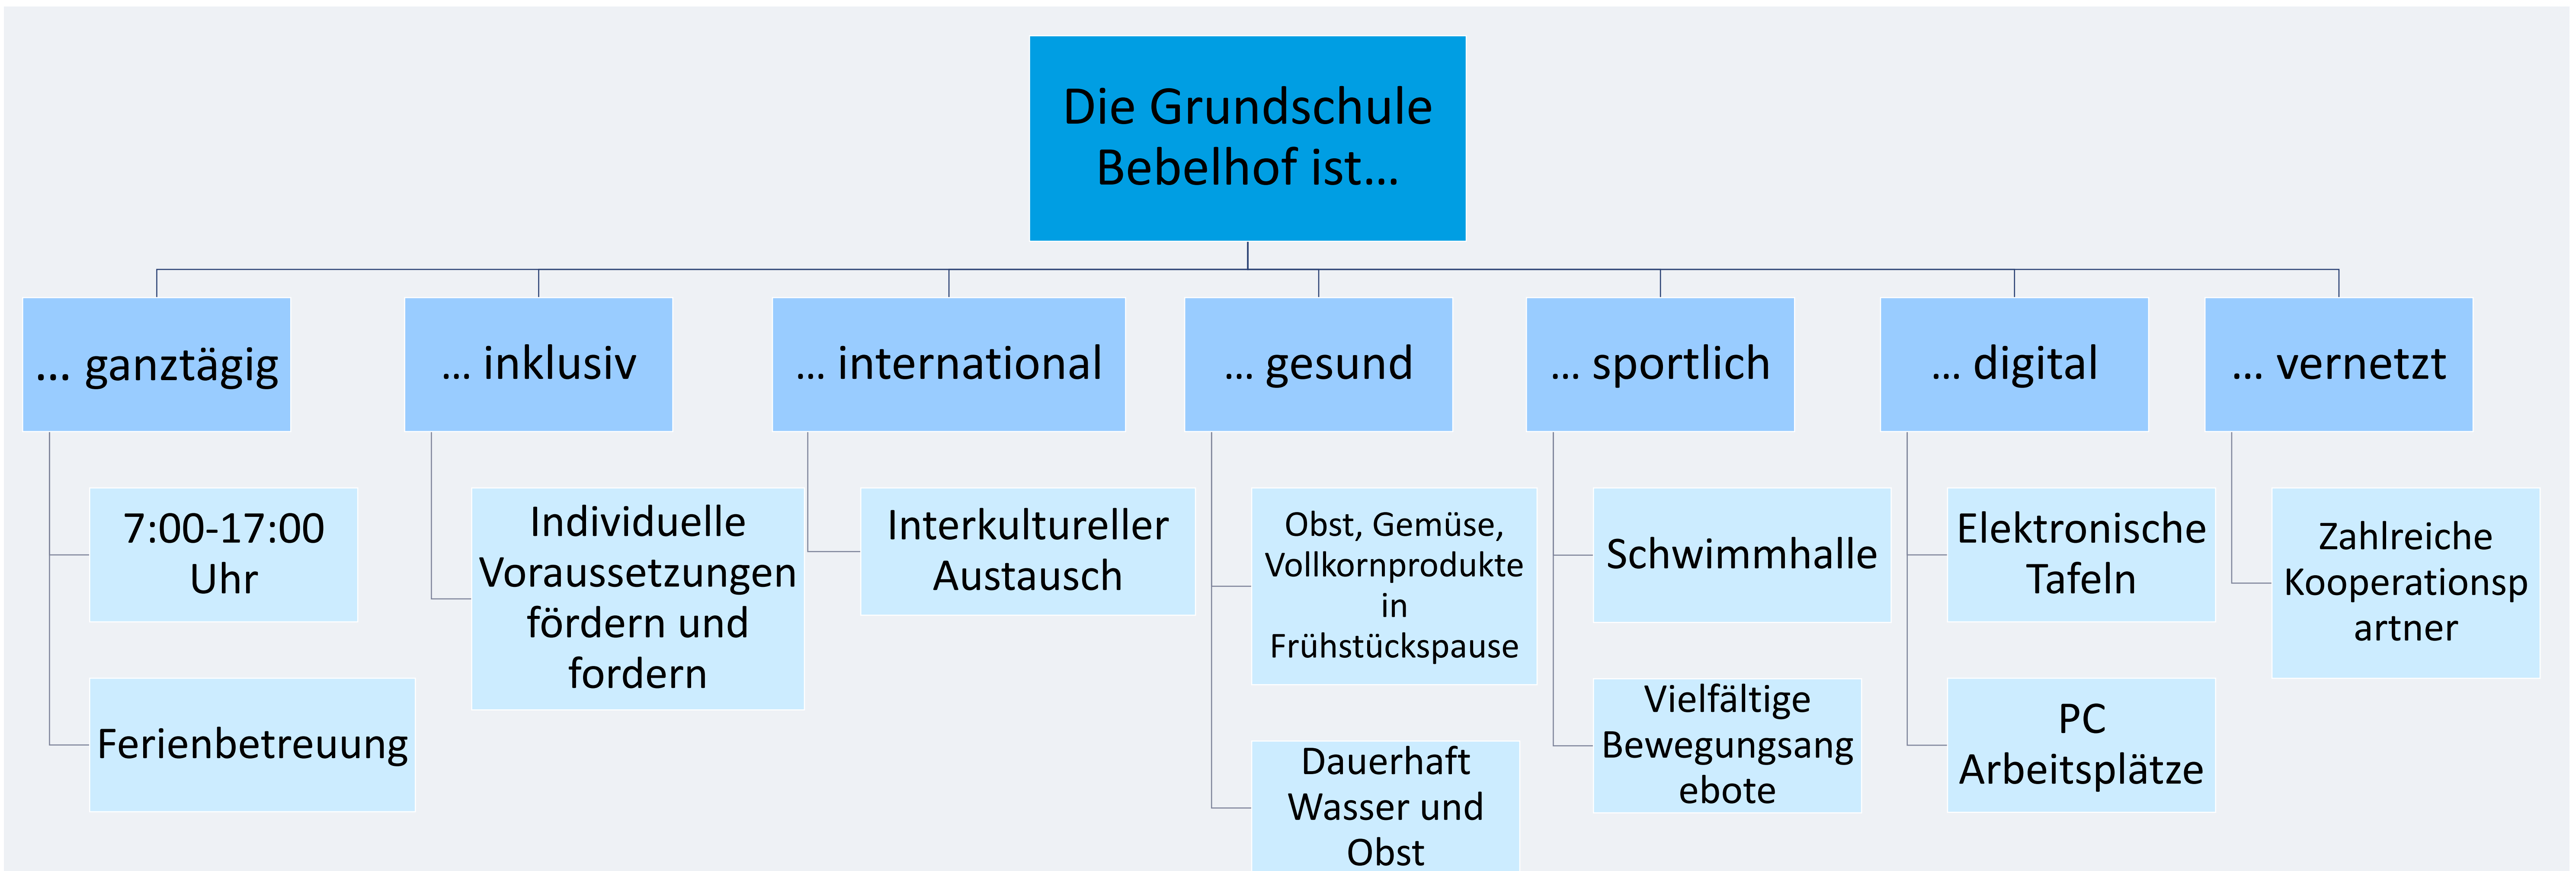 Die Grundschule
Bebelhof ist...
... ganztägig
... inklusiv
... international
... gesund
... sportlich
... digital
... vernetzt
7:00-17:00
Uhr
Ferienbetreuung
Individuelle
Voraussetzungen
fördern und
fordern
Interkultureller
Austausch
Obst, Gemüse,
Vollkornprodukte
in
Frühstückspause
Dauerhaft
Wasser und
Obst
Schwimmhalle
Vielfältige
Bewegungsang
ebote
Elektronische
Tafeln
PC
Arbeitsplätze
Zahlreiche
Kooperationsp
artner